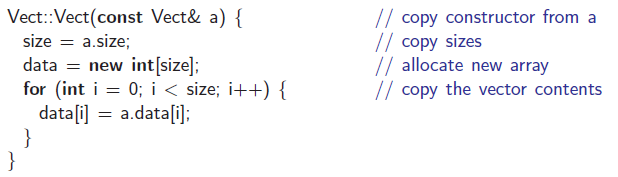 Vect::Vect(const Vect& a) { // copy constructor from a
size = a.size; // copy sizes
data = new int[size]; // allocate new array
for (int i = 0; i < size; i++) { // copy the vector contents
data[i] = a.data[i];
}
}